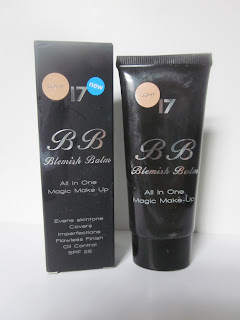 17
new
BB
Blemish Balm
All In One
Magic Make Up
Evens skintone
Covers
Imperfections
Flawless Finish
Oil Control
SPF 25
17
BB
Blemish Balm
All In One
Magic Make-Up